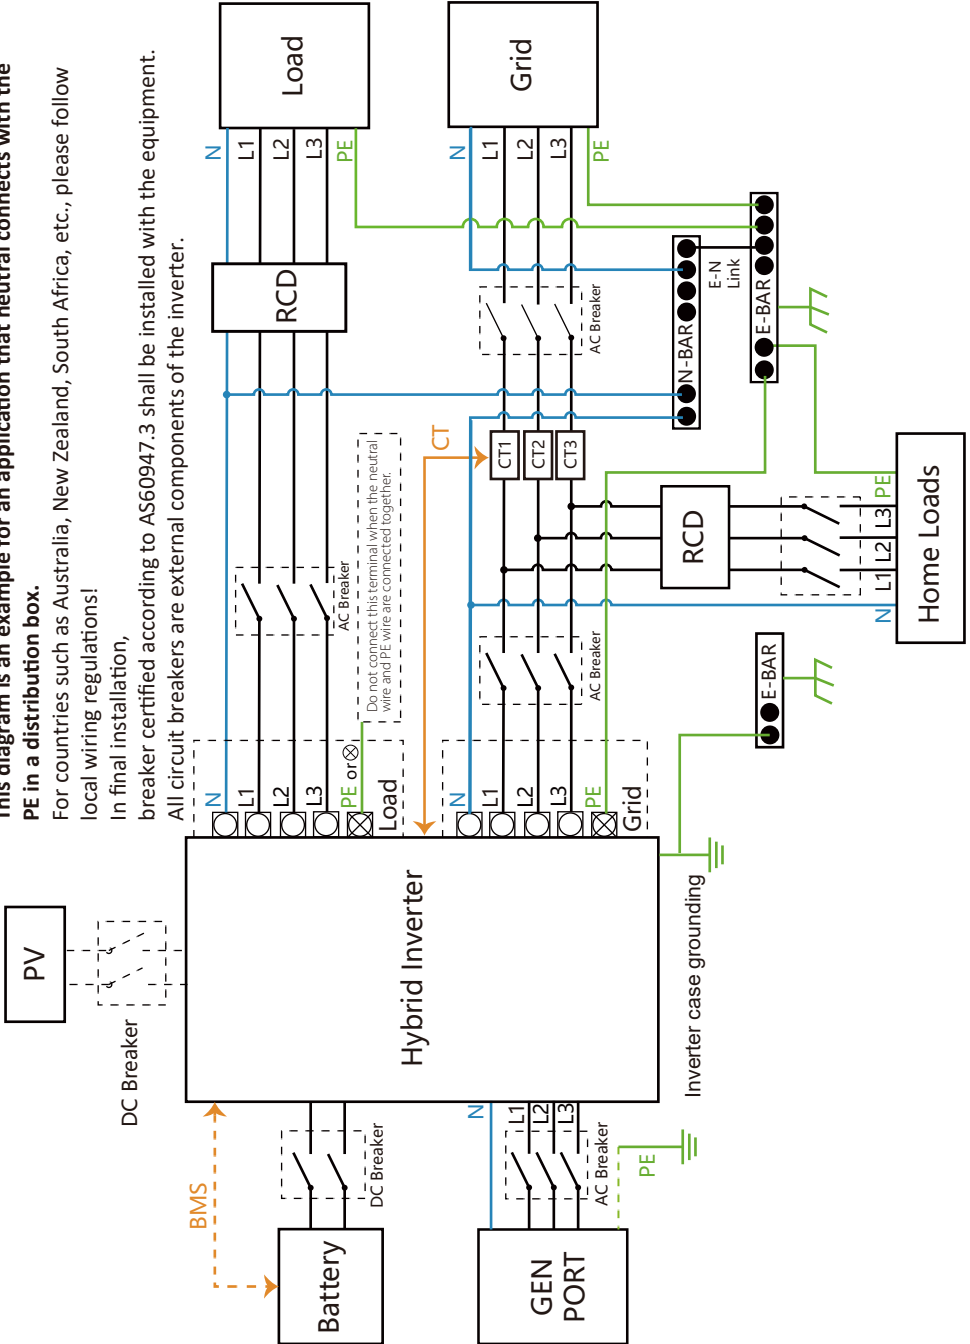 This diagram is an example for an application that neutral connects with the
PE in a distribution box.
For countries such as Australia, New Zealand, South Africa, etc., please follow
local wiring regulations!
In final installation,
breaker certified according to AS60947.3 shall be installed with the equipment.
All circuit breakers are external components of the inverter.
PV
DC Breaker
BMS
Battery
DC Breaker
Hybrid Inverter
GEN
PORT
N
L1
L2
L3
AC Breaker
PE
Inverter case grounding
N
L1
L2
L3
PE or
Load
AC Breaker
Do not connect this terminal when the neutral
wire and PE wire are connected together.
RCD
N
L1
L2
L3
PE
Load
CT
N
L1
L2
L3
PE
Grid
AC Breaker
CT1
CT2
CT3
AC Breaker
N
L1
L2
L3
PE
Grid
N-BAR
E-N
Link
E-BAR
RCD
N
L1
L2
L3
PE
Home Loads
E-BAR